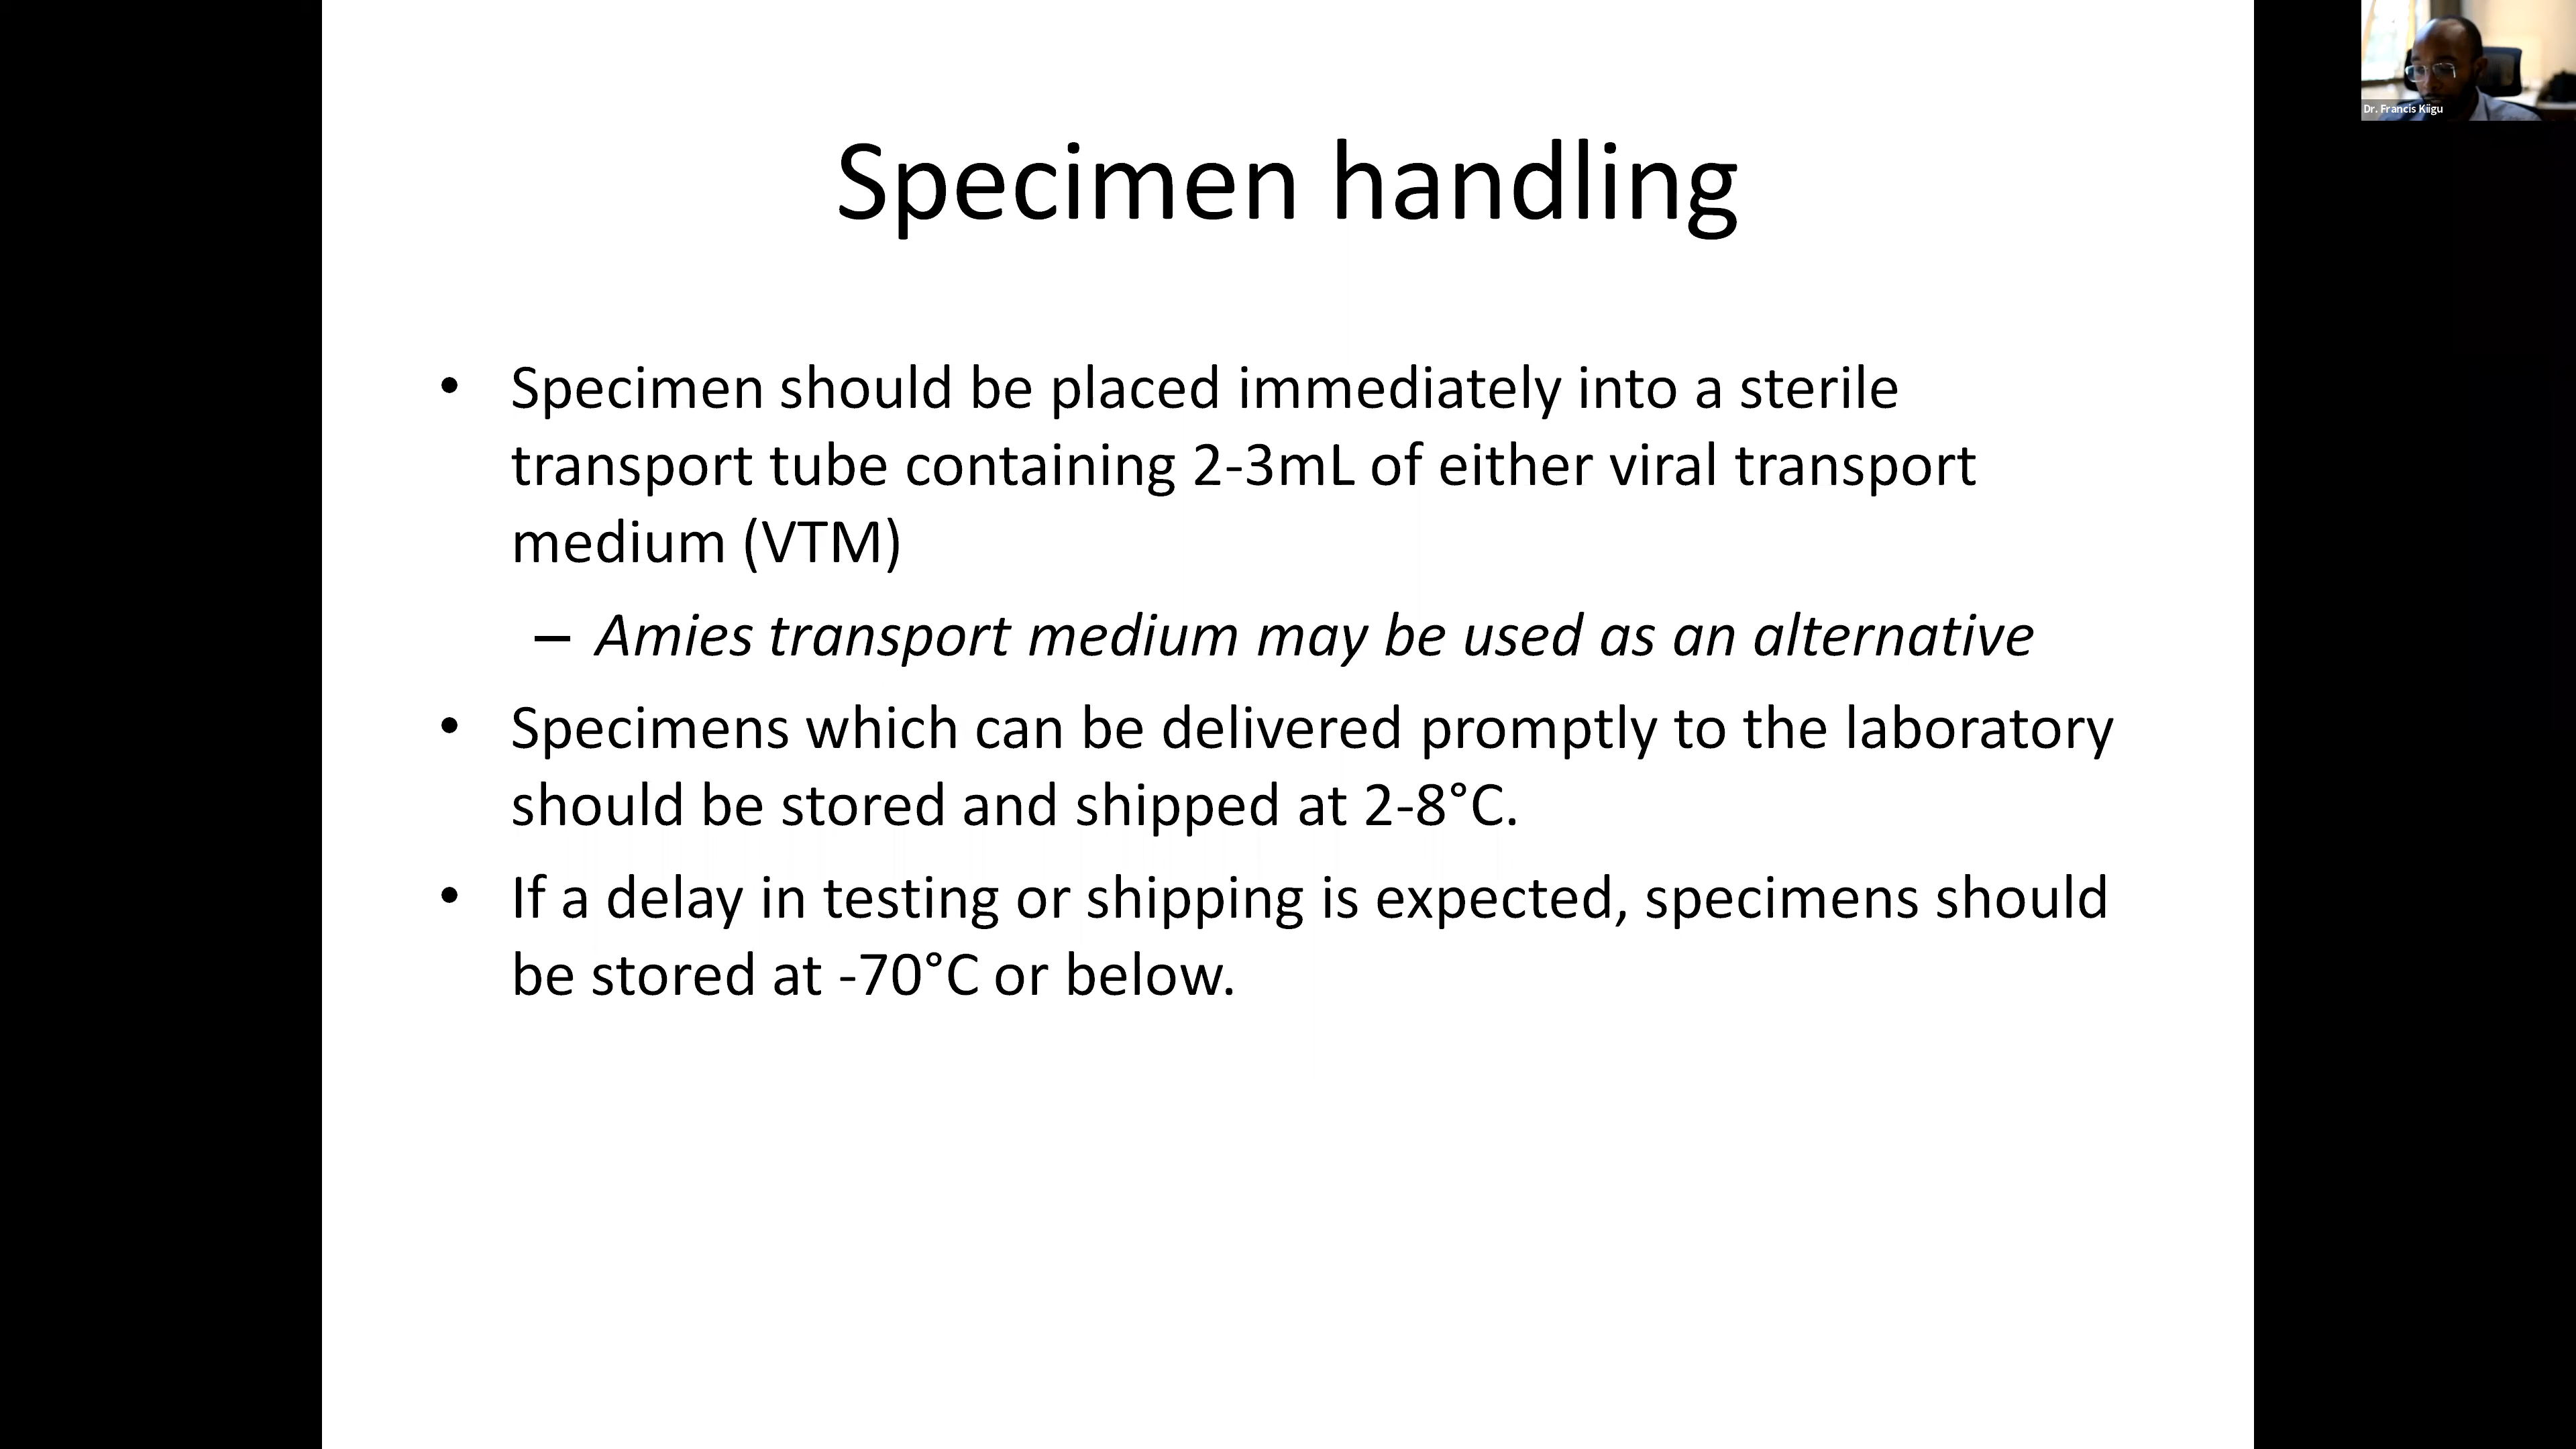 Dr. Francis Kiigu
Specimen handling
• Specimen should be placed immediately into a sterile
transport tube containing 2-3mL of either viral transport
medium (VTM)
– Amies transport medium may be used as an alternative
• Specimens which can be delivered promptly to the laboratory
should be stored and shipped at 2-8°C.
• If a delay in testing or shipping is expected, specimens should
be stored at -70°C or below.